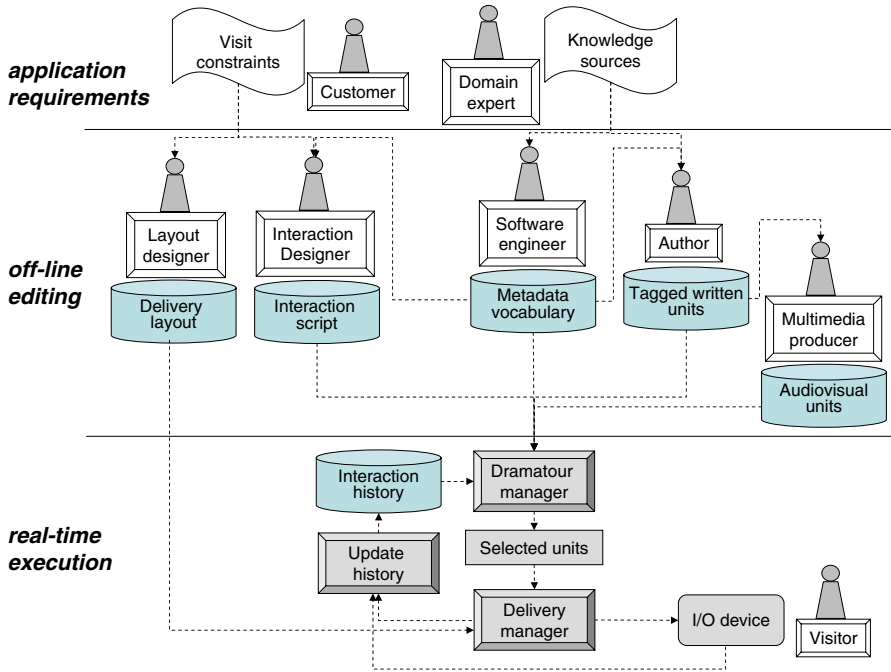 Visit
constraints
Customer
Domain
expert
Knowledge
sources
application
requirements
Layout
designer
Interaction
Designer
Software
engineer
Author
Multimedia
producer
off-line
editing
Delivery
layout
Interaction
script
Metadata
vocabulary
Tagged written
units
Audiovisual
units
Interaction
history
Dramatour
manager
real-time
execution
Update
history
Selected units
Delivery
manager
I/O device
Visitor